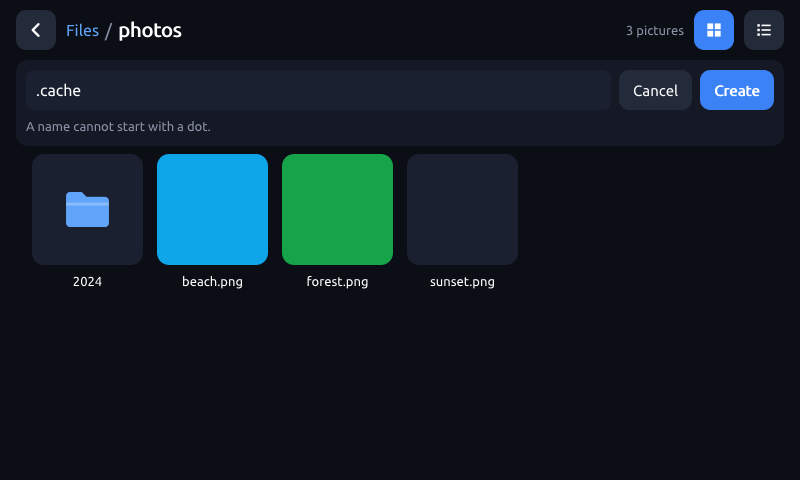 Files / photos
3 pictures
.cache
Cancel
Create
A name cannot start with a dot.
2024
beach.png
forest.png
sunset.png